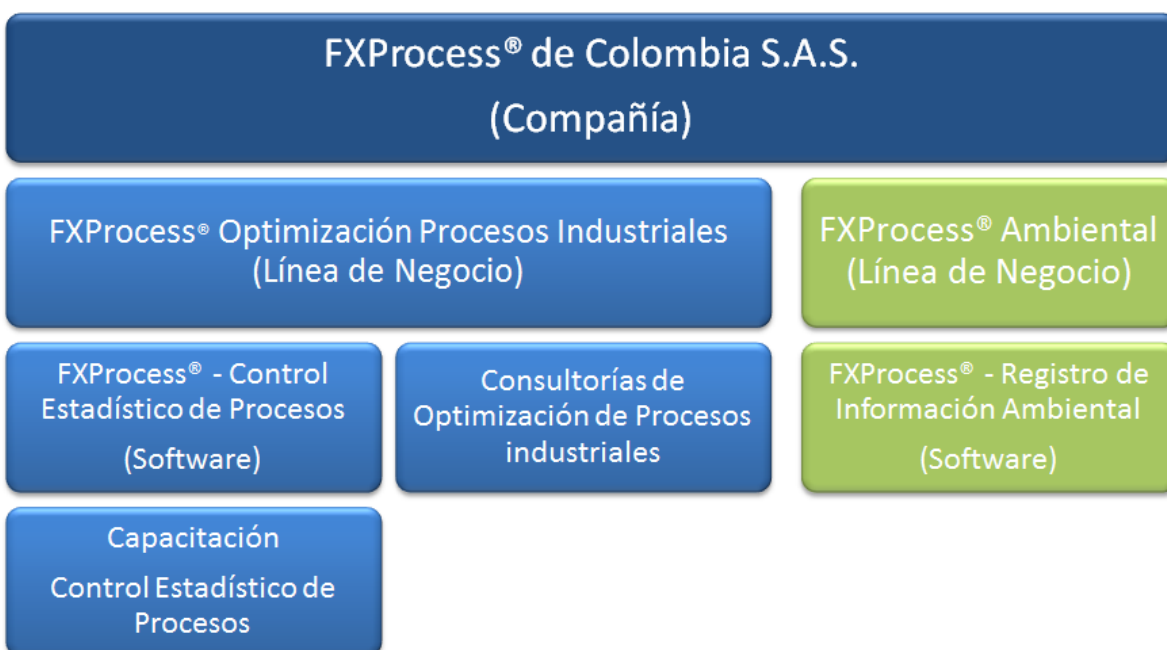 FXProcess® de Colombia S.A.S.
(Compañía)
FXProcess® Optimización Procesos Industriales
(Línea de Negocio)
FXProcess® Ambiental
(Línea de Negocio)
FXProcess® - Control
Estadístico de Procesos
(Software)
Consultorías de
Optimización de Procesos
industriales
FXProcess® - Registro de
Información Ambiental
(Software)
Capacitación
Control Estadístico de
Procesos